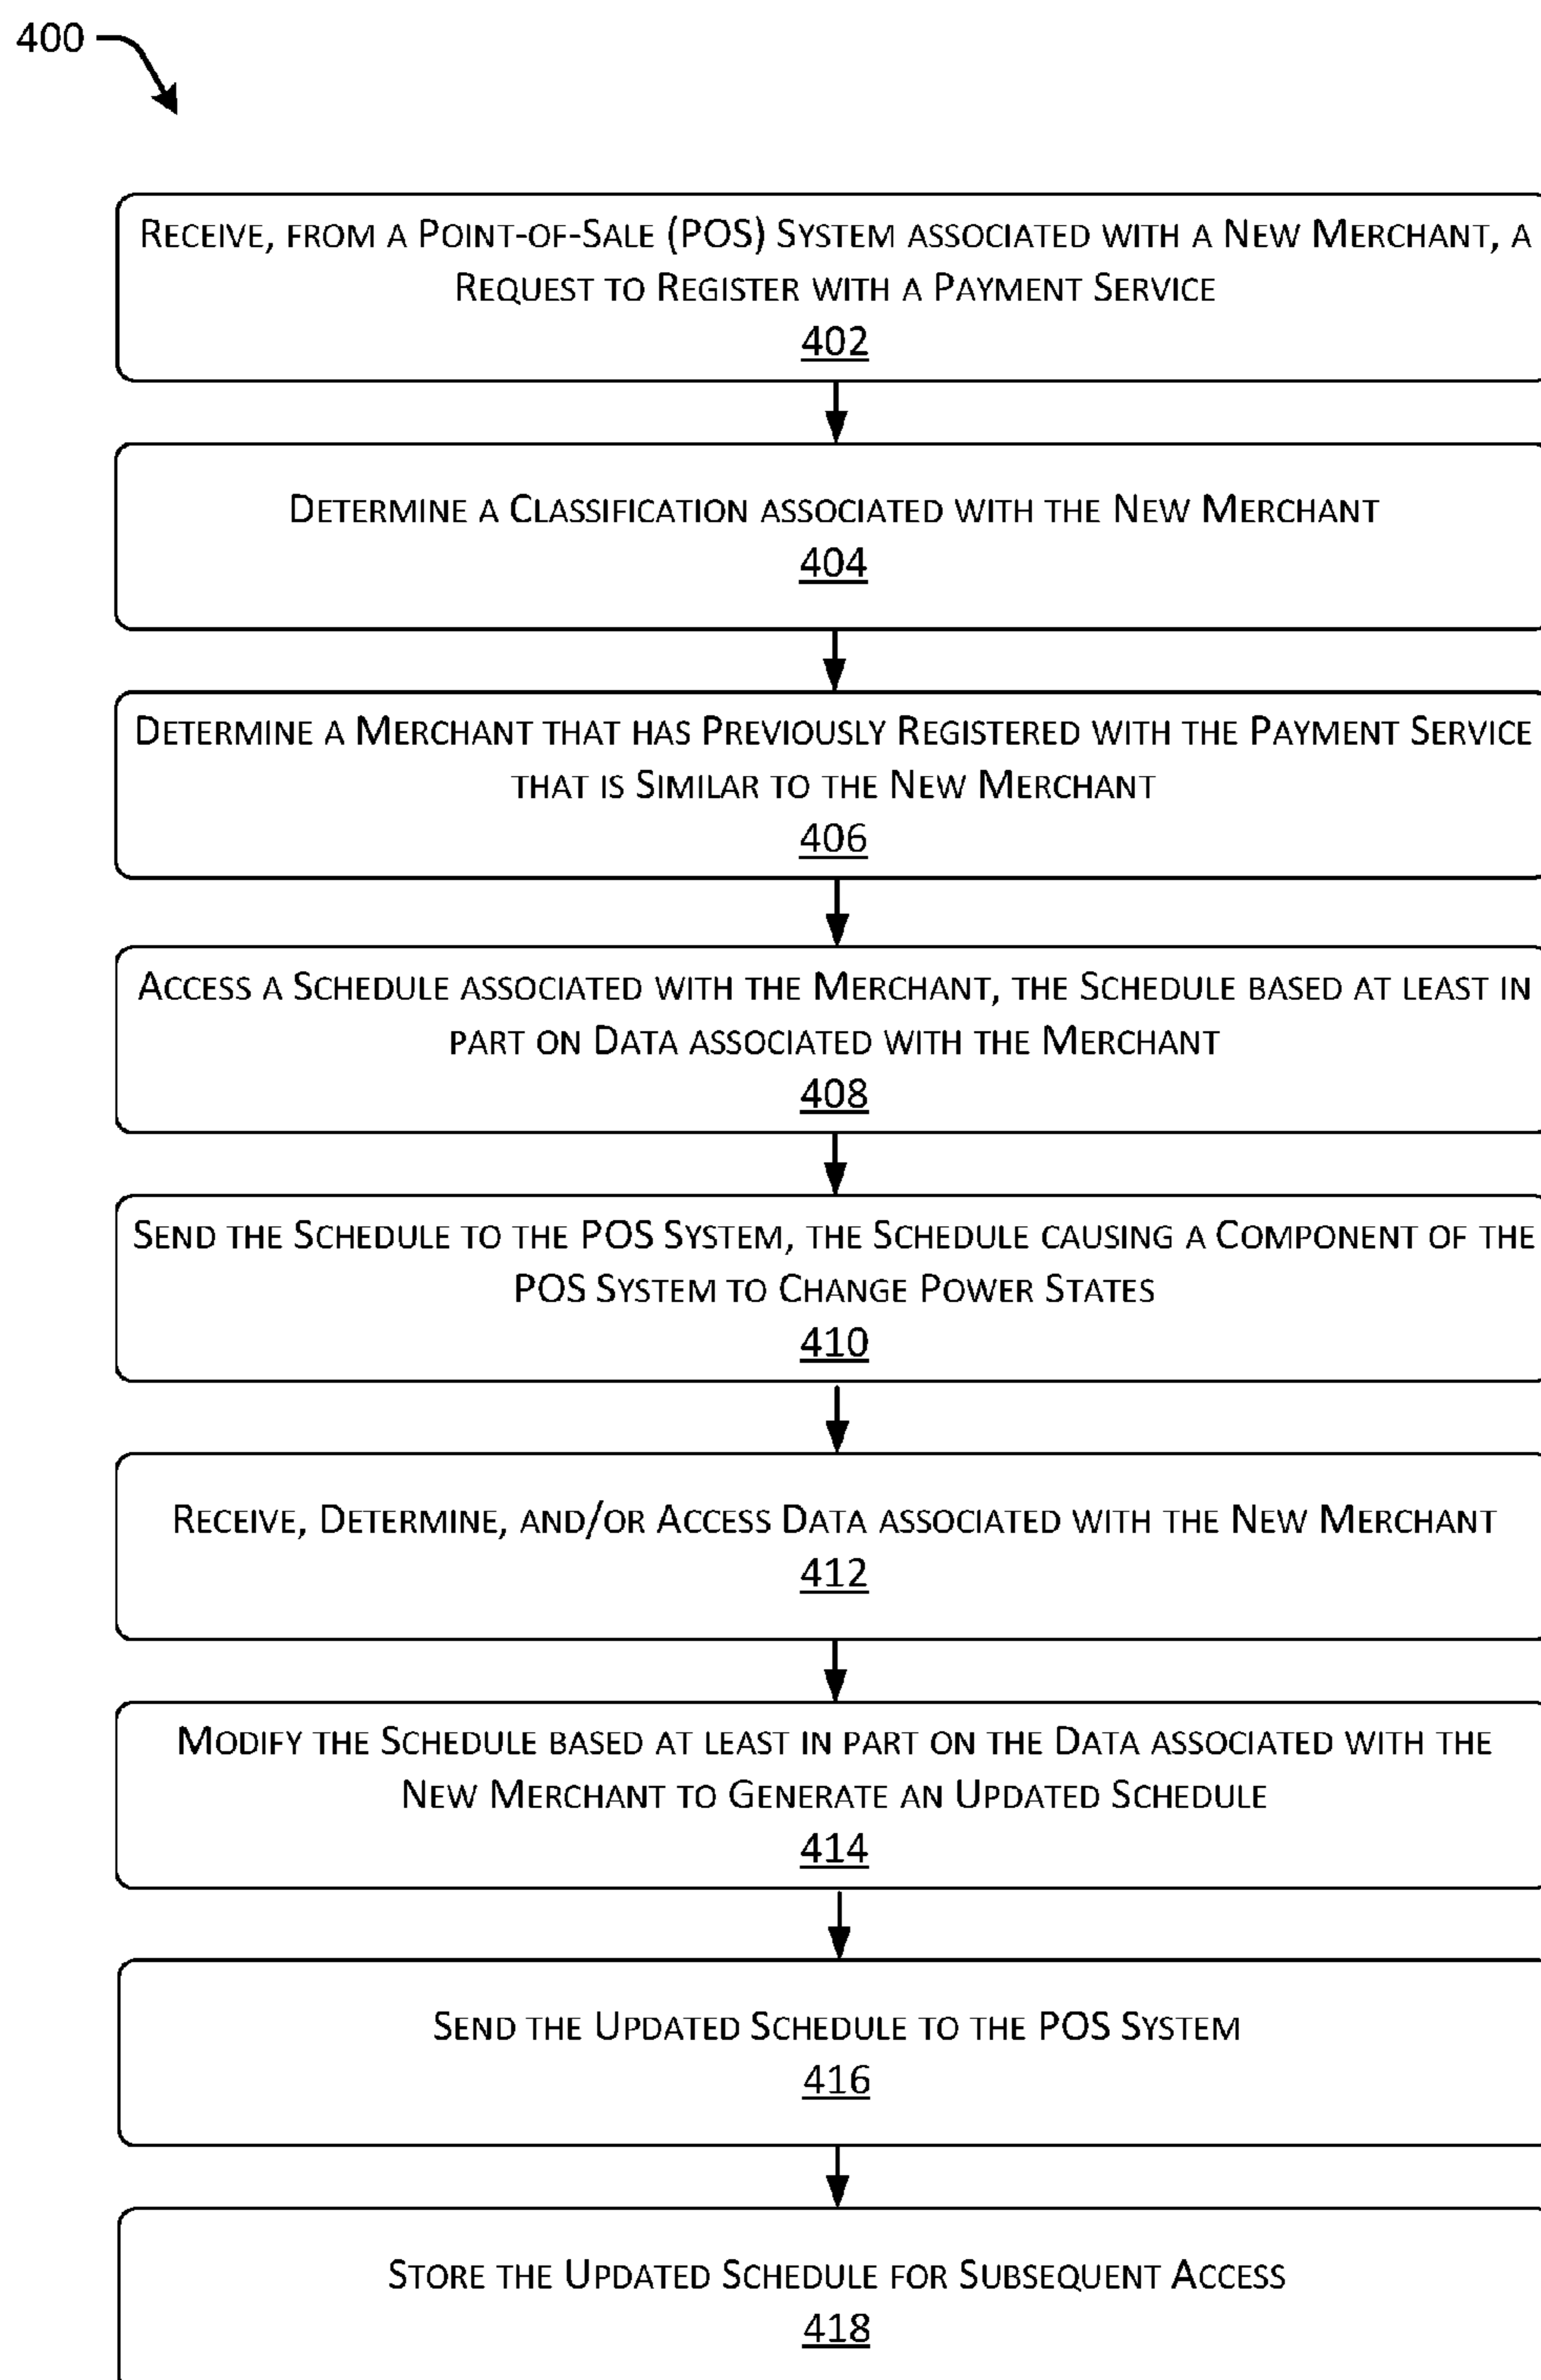 400
Receive, from a Point-of-Sale (POS) System associated with a New Merchant, a
Request to Register with a Payment Service
402
Determine a Classification associated with the New Merchant
404
Determine a Merchant that has Previously Registered with the Payment Service
that is Similar to the New Merchant
406
Access a Schedule associated with the Merchant, the Schedule based at least in
part on Data associated with the Merchant
408
Send the Schedule to the POS System, the Schedule causing a Component of the
POS System to Change Power States
410
Receive, Determine, and/or Access Data associated with the New Merchant
412
Modify the Schedule based at least in part on the Data associated with the
New Merchant to Generate an Updated Schedule
414
Send the Updated Schedule to the POS System
416
Store the Updated Schedule for Subsequent Access
418